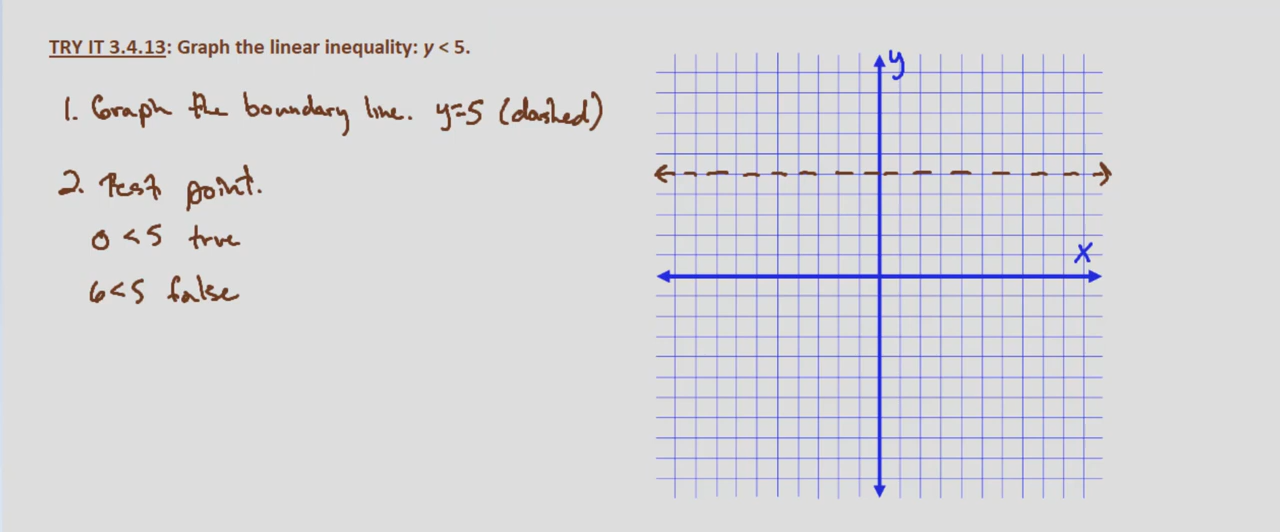 TRY IT 3.4.13: Graph the linear inequality: y < 5.
1. Graph the boundary line. y=5 (dashed)
2. Test point.
0 < 5 true
6 < 5 false
y
x